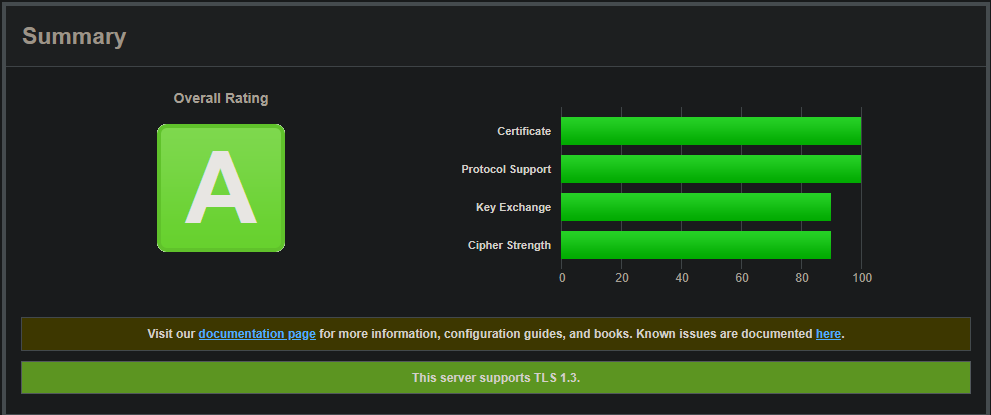 Summary
Overall Rating
A
Certificate
Protocol Support
Key Exchange
Cipher Strength
0 20 40 60 80 100
Visit our documentation page for more information, configuration guides, and books. Known issues are documented here.
This server supports TLS 1.3.